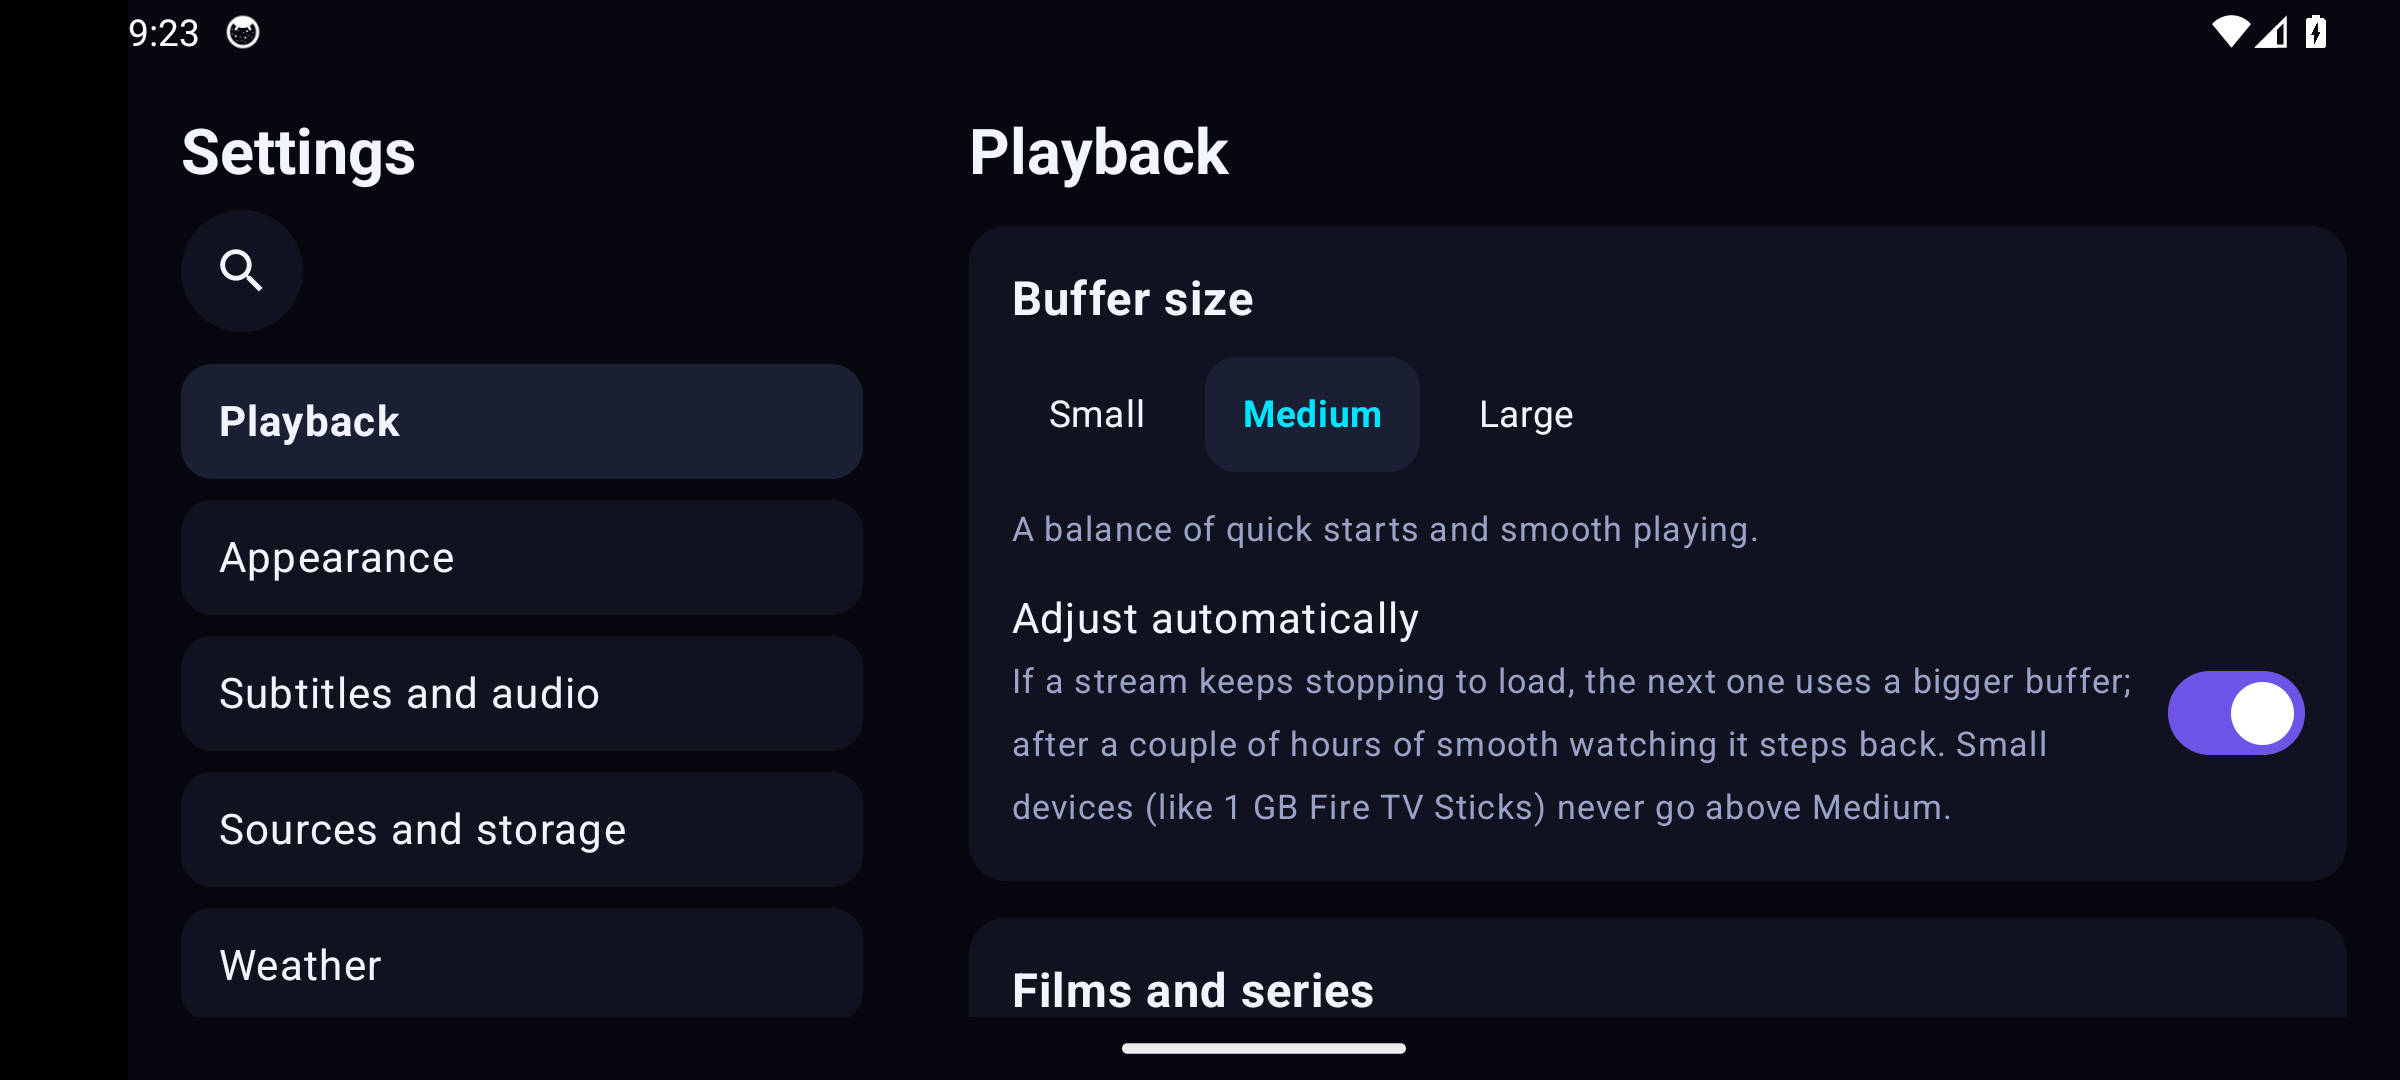 9:23
Settings
Playback
Appearance
Subtitles and audio
Sources and storage
Weather
Playback
Buffer size
Small
Medium
Large
A balance of quick starts and smooth playing.
Adjust automatically
If a stream keeps stopping to load, the next one uses a bigger buffer;
after a couple of hours of smooth watching it steps back. Small
devices (like 1 GB Fire TV Sticks) never go above Medium.
Films and series